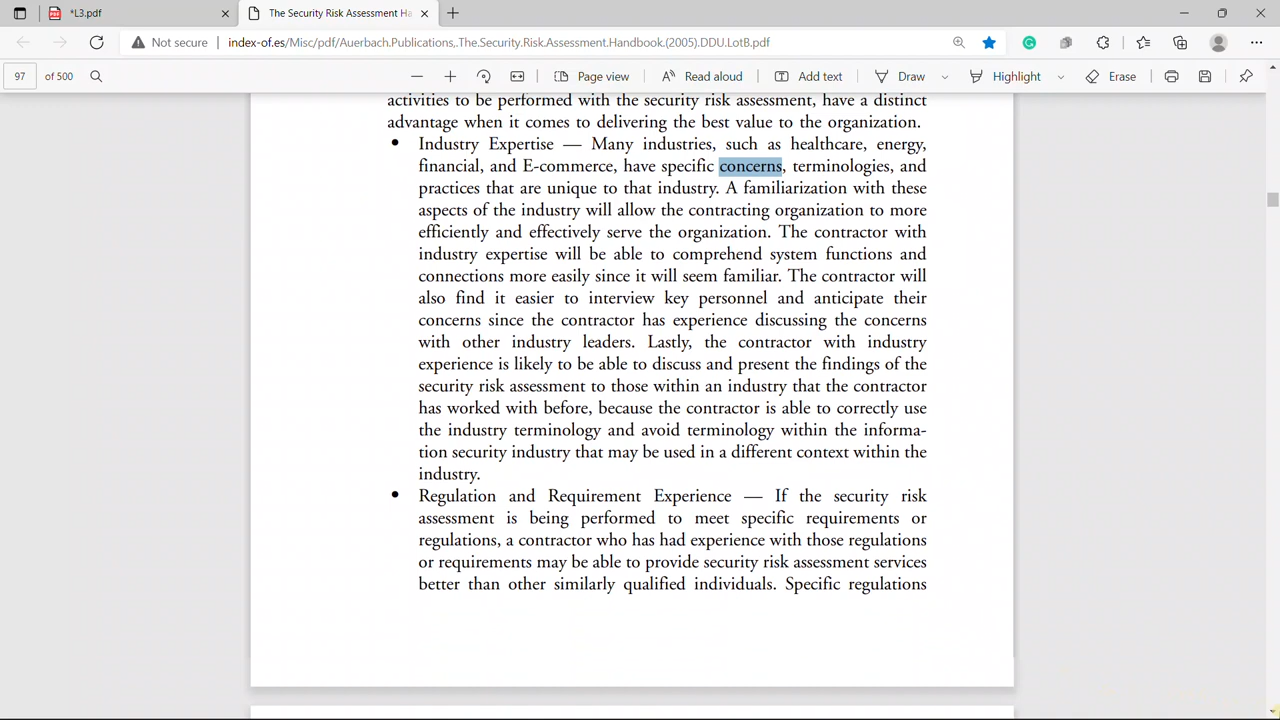 *L3.pdf
The Security Risk Assessment Ha
Not secure
index-of.es/Misc/pdf/Auerbach.Publications,.The.Security.Risk.Assessment.Handbook.(2005).DDU.LotB.pdf
97 of 500
Page view
Read aloud
Add text
Draw
Highlight
Erase
activities to be performed with the security risk assessment, have a distinct
advantage when it comes to delivering the best value to the organization.
• Industry Expertise — Many industries, such as healthcare, energy,
financial, and E-commerce, have specific concerns, terminologies, and
practices that are unique to that industry. A familiarization with these
aspects of the industry will allow the contracting organization to more
efficiently and effectively serve the organization. The contractor with
industry expertise will be able to comprehend system functions and
connections more easily since it will seem familiar. The contractor will
also find it easier to interview key personnel and anticipate their
concerns since the contractor has experience discussing the concerns
with other industry leaders. Lastly, the contractor with industry
experience is likely to be able to discuss and present the findings of the
security risk assessment to those within an industry that the contractor
has worked with before, because the contractor is able to correctly use
the industry terminology and avoid terminology within the informa-
tion security industry that may be used in a different context within the
industry.
• Regulation and Requirement Experience — If the security risk
assessment is being performed to meet specific requirements or
regulations, a contractor who has had experience with those regulations
or requirements may be able to provide security risk assessment services
better than other similarly qualified individuals. Specific regulations